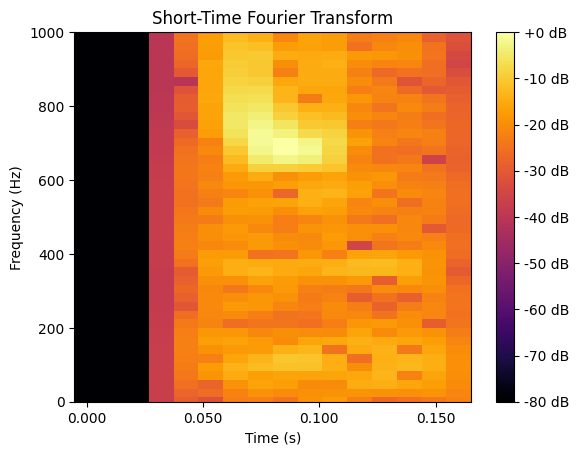 Short-Time Fourier Transform
1000
800
600
400
200
0
Frequency (Hz)
0.000
0.050
0.100
0.150
Time (s)
+0 dB
-10 dB
-20 dB
-30 dB
-40 dB
-50 dB
-60 dB
-70 dB
-80 dB